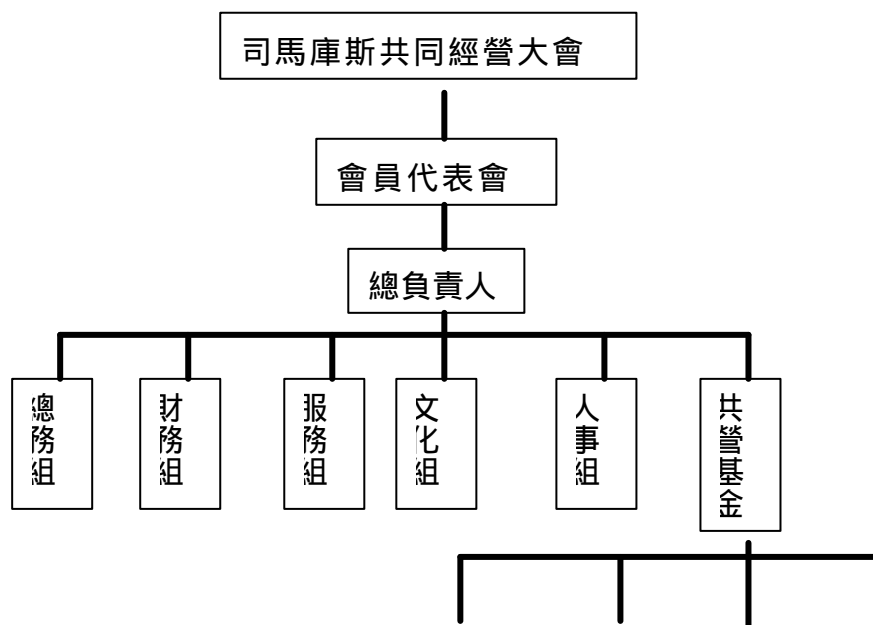 司馬庫斯共同經營大會
會員代表會
總負責人
總務組
財務組
服務組
文化組
人事組
共營基金